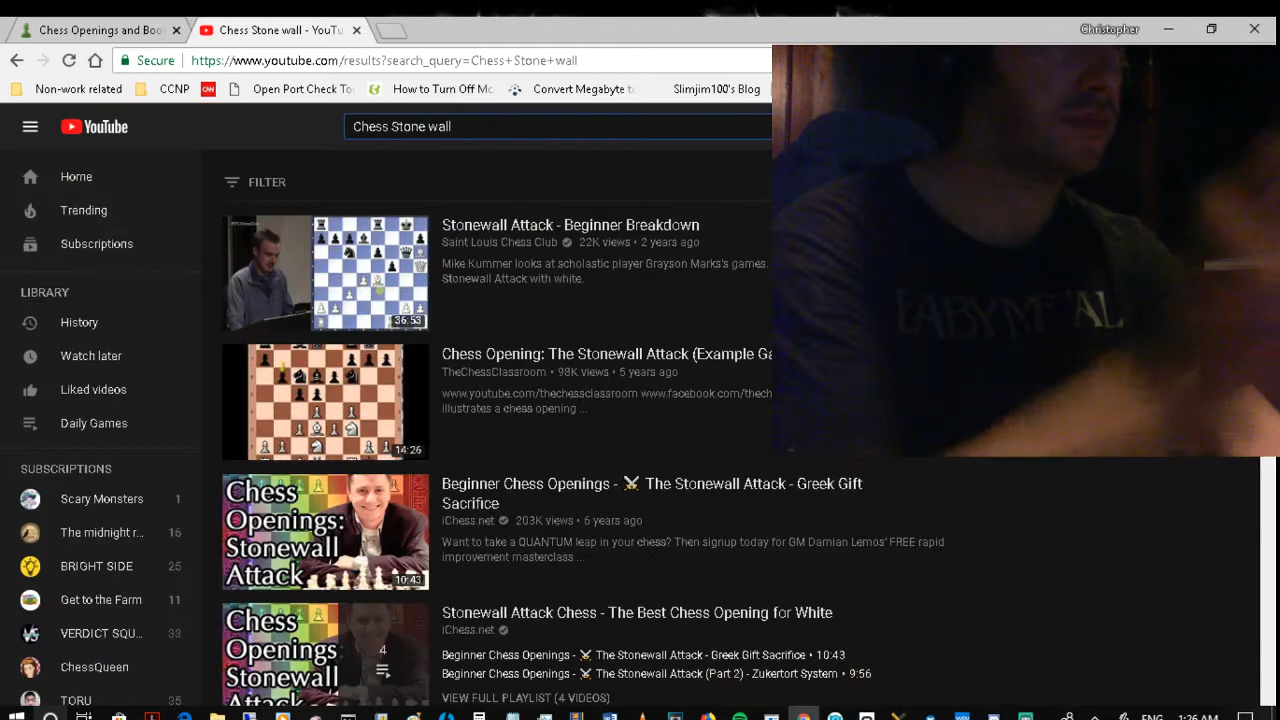 Chess Openings and Boo
Chess Stone wall - YouTu
Christopher
Secure
https://www.youtube.com/results?search_query=Chess+Stone+wall
Non-work related
CCNP
CNN
Open Port Check To
How to Turn Off Mc
Convert Megabyte to
Slimjim100's Blog
YouTube
Chess Stone wall
Home
Trending
Subscriptions
LIBRARY
History
Watch later
Liked videos
Daily Games
SUBSCRIPTIONS
Scary Monsters 1
The midnight r... 16
BRIGHT SIDE 25
Get to the Farm 11
VERDICT SQU... 33
ChessQueen
TORU 35
FILTER
36:53
Stonewall Attack - Beginner Breakdown
Saint Louis Chess Club 22K views • 2 years ago
Mike Kummer looks at scholastic player Grayson Marks's games.
Stonewall Attack with white.
14:26
Chess Opening: The Stonewall Attack (Example Ga
TheChessClassroom • 98K views • 5 years ago
www.youtube.com/thechessclassroom www.facebook.com/thech
illustrates a chess opening ...
Chess
Openings:
Stonewall
Attack
10:43
Beginner Chess Openings - ⚔ The Stonewall Attack - Greek Gift
Sacrifice
iChess.net 203K views • 6 years ago
Want to take a QUANTUM leap in your chess? Then signup today for GM Damian Lemos' FREE rapid
improvement masterclass ...
Chess
Openings:
Stonewall
Attack
4
Stonewall Attack Chess - The Best Chess Opening for White
iChess.net
Beginner Chess Openings - ⚔ The Stonewall Attack - Greek Gift Sacrifice • 10:43
Beginner Chess Openings - ⚔ The Stonewall Attack (Part 2) - Zukertort System • 9:56
VIEW FULL PLAYLIST (4 VIDEOS)
BABYMETAL
ENG
1:26 AM